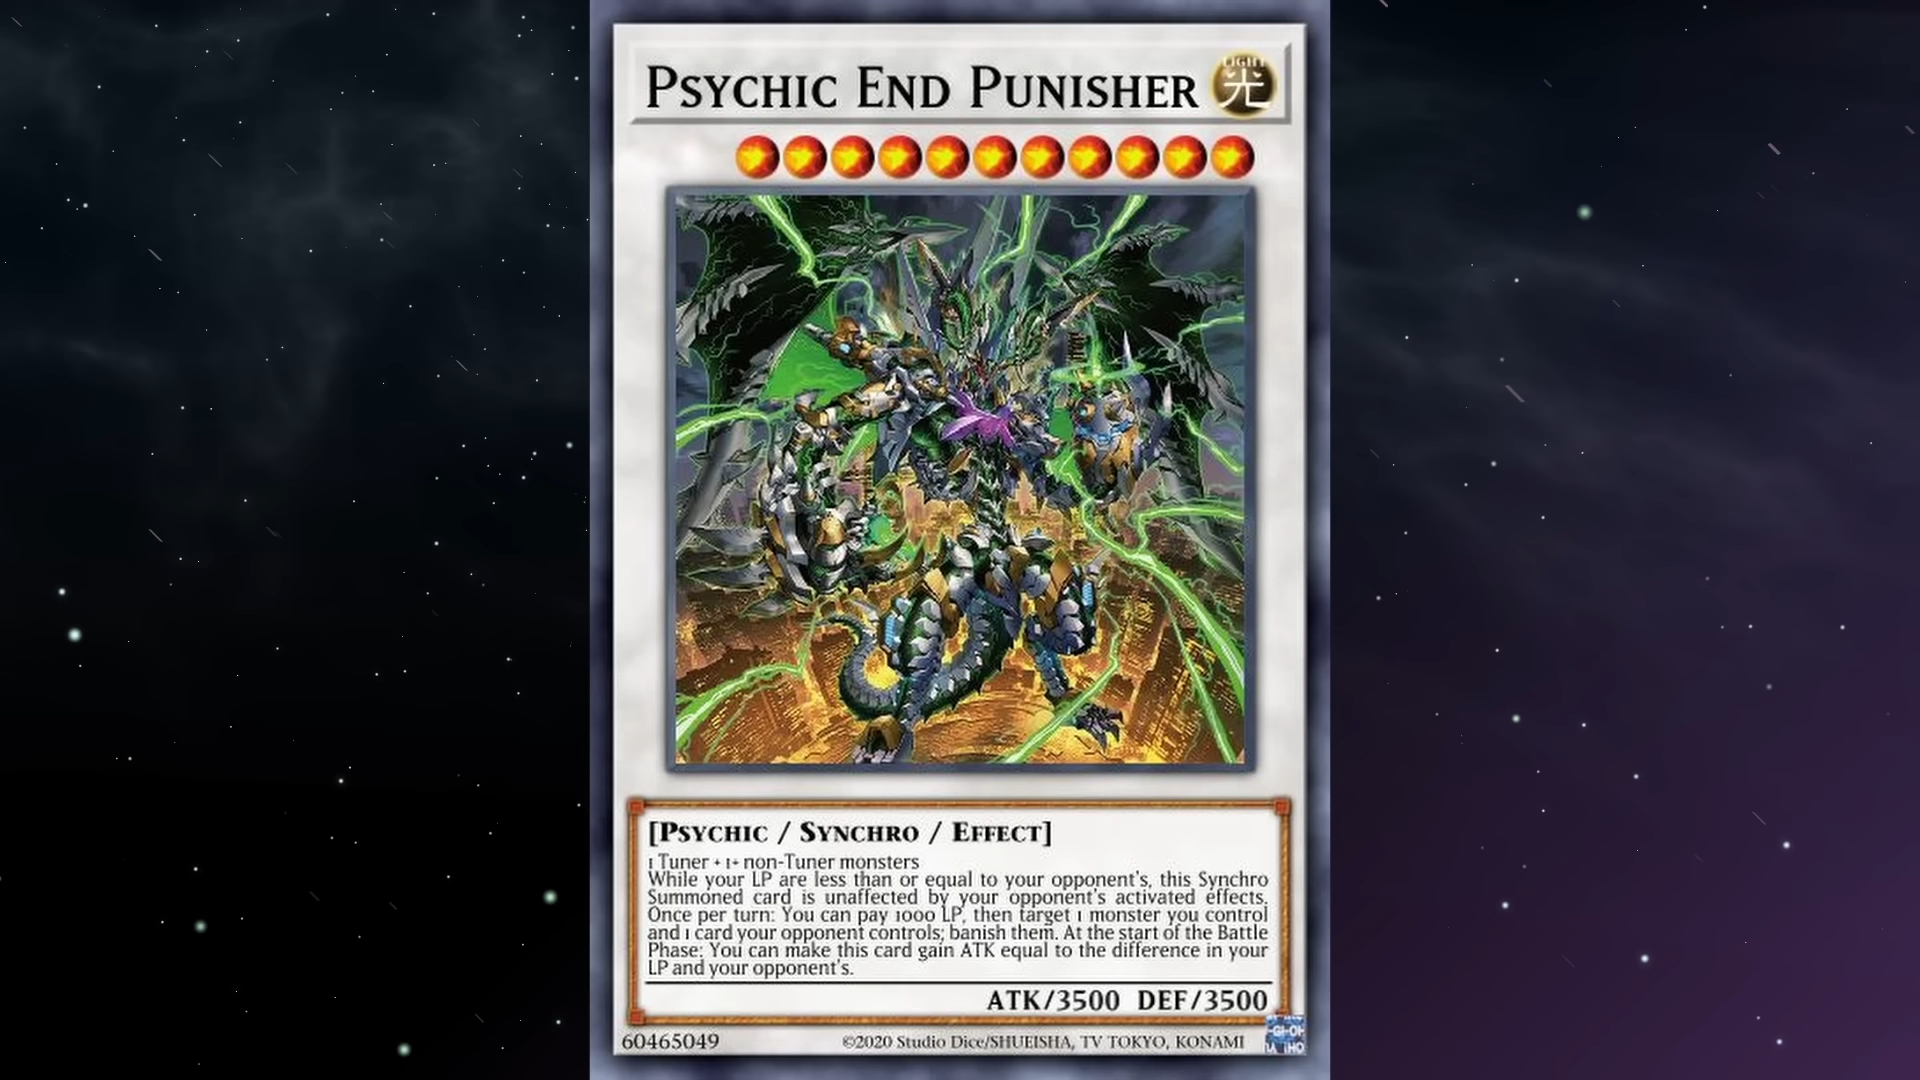 PSYCHIC END PUNISHER
LIGHT
光
[PSYCHIC / SYNCHRO / EFFECT]
1 Tuner + 1+ non-Tuner monsters
While your LP are less than or equal to your opponent's, this Synchro
Summoned card is unaffected by your opponent's activated effects.
Once per turn: You can pay 1000 LP, then target 1 monster you control
and 1 card your opponent controls; banish them. At the start of the Battle
Phase: You can make this card gain ATK equal to the difference in your
LP and your opponent's.
ATK/3500 DEF/3500
60465049
©2020 Studio Dice/SHUEISHA, TV TOKYO, KONAMI